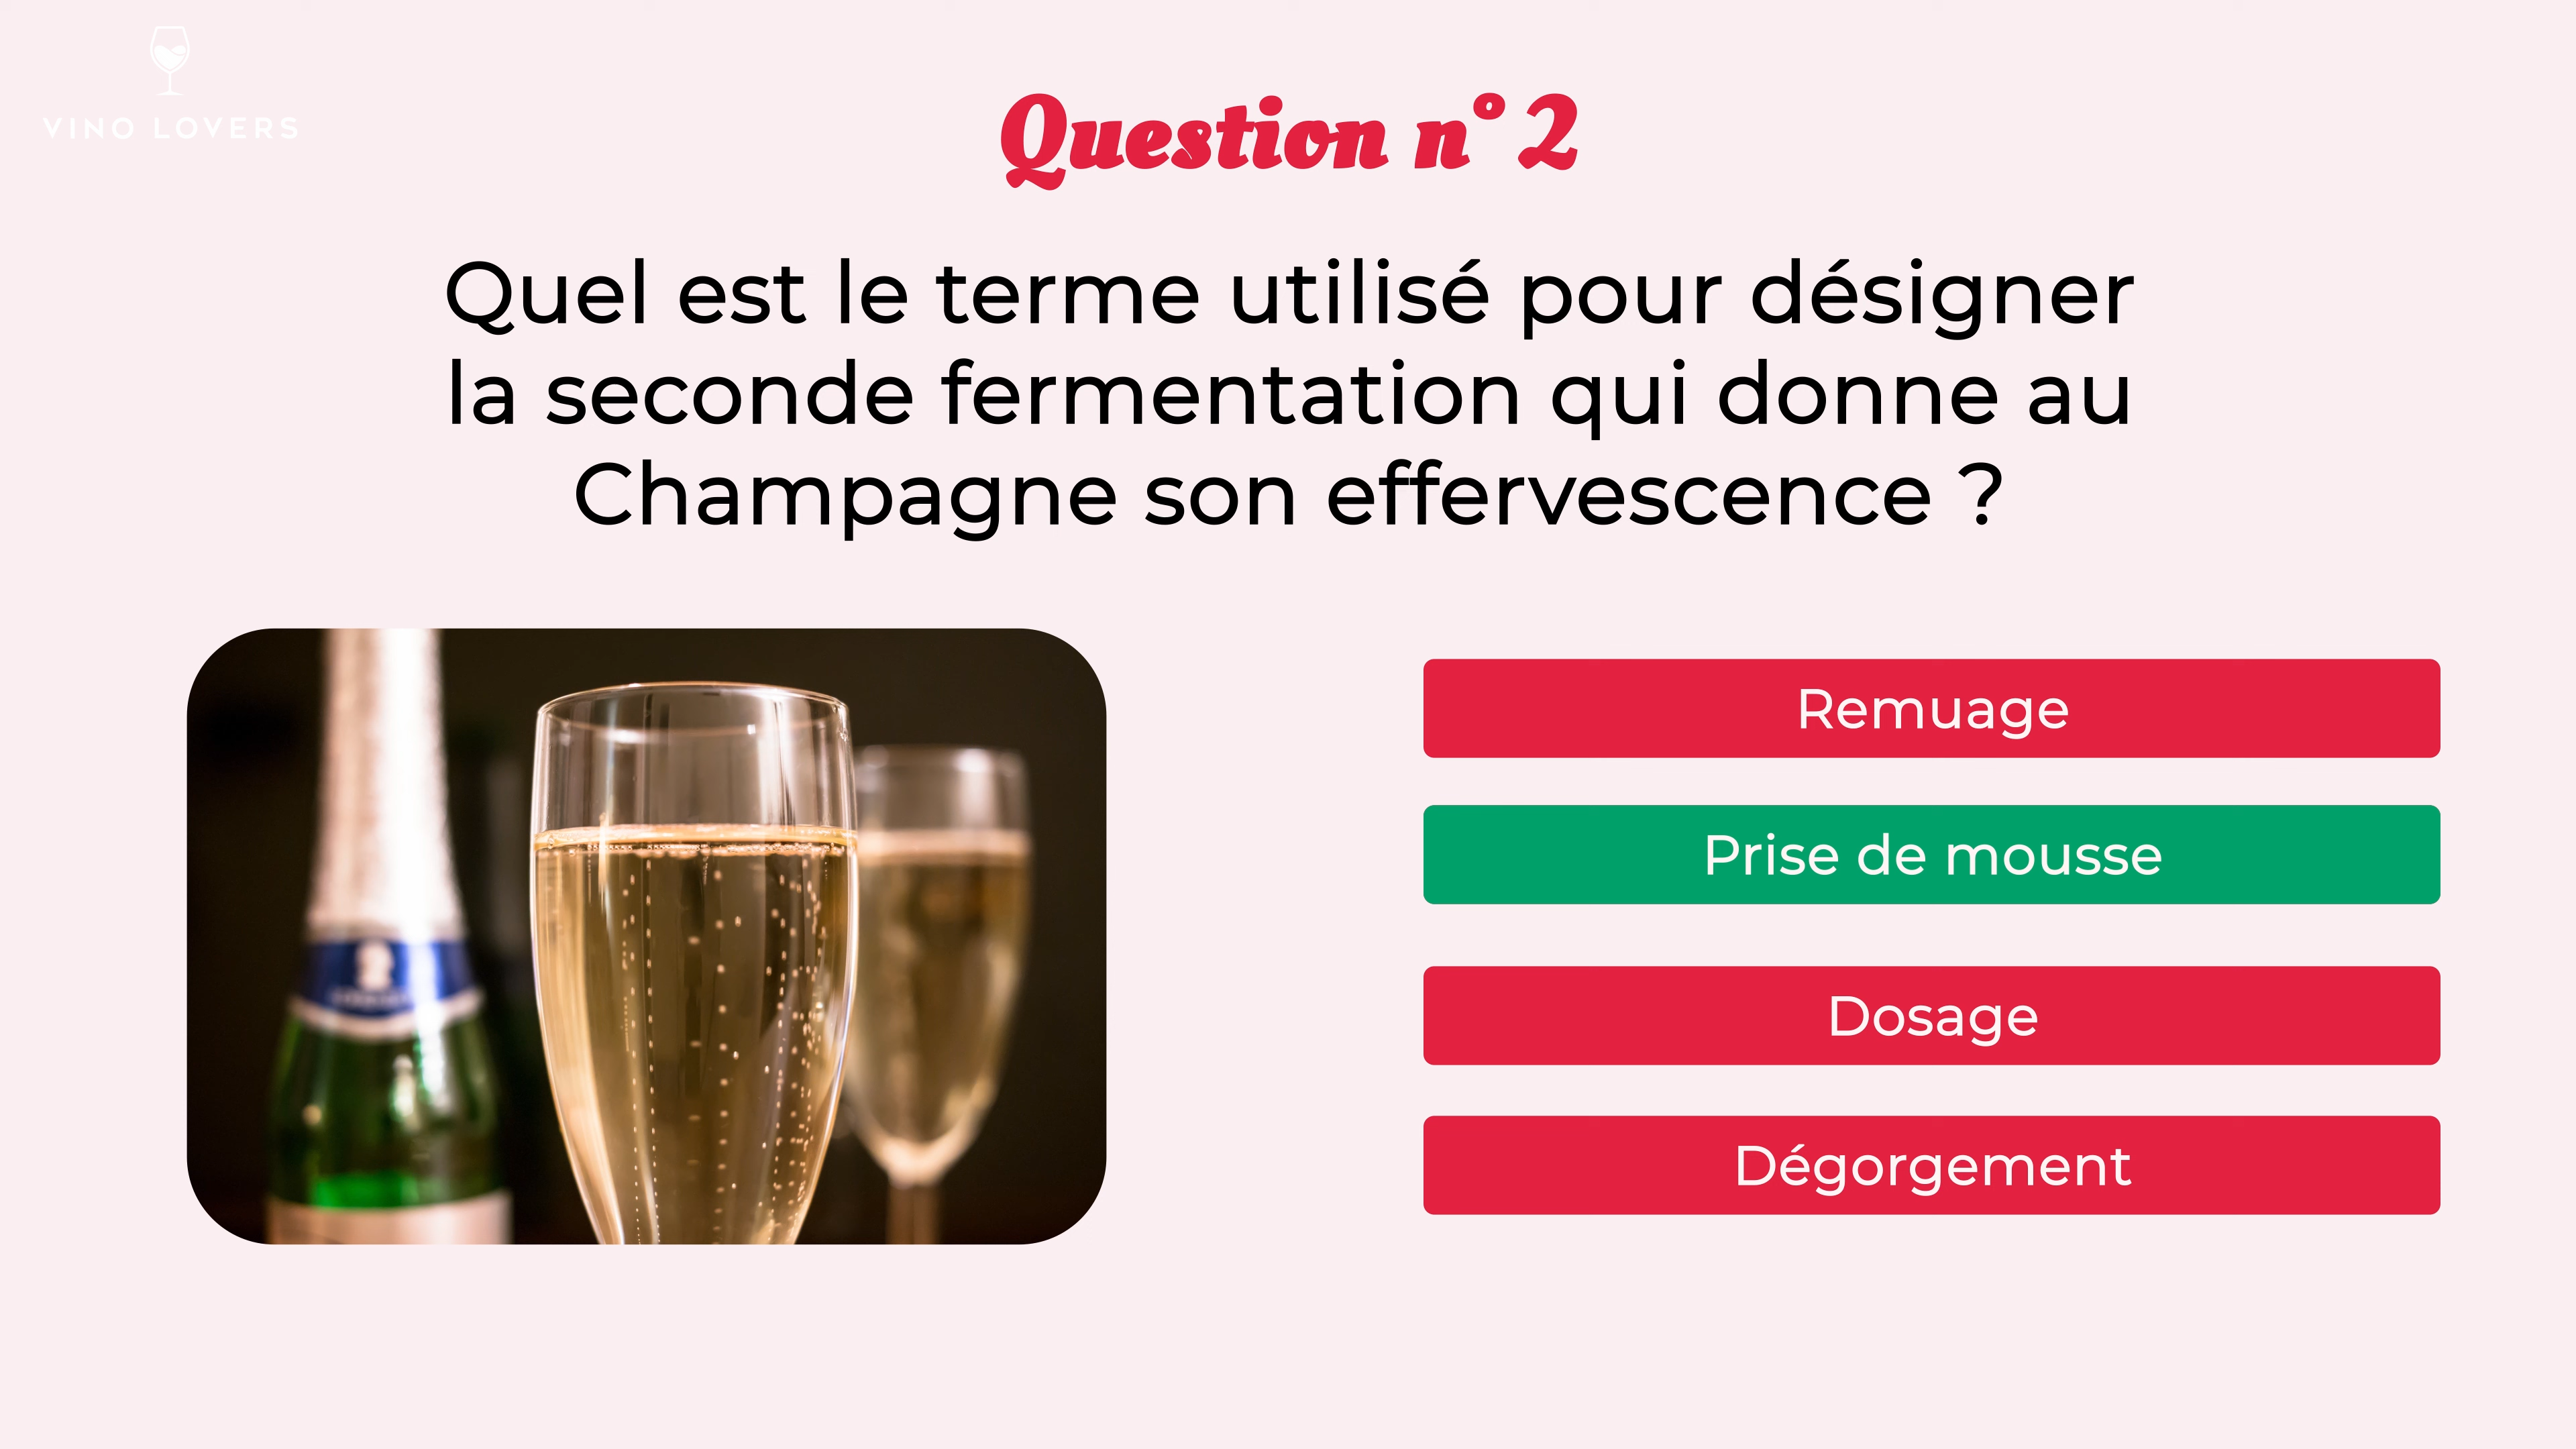 VINO LOVERS
Question n° 2
Quel est le terme utilisé pour désigner
la seconde fermentation qui donne au
Champagne son effervescence ?
Remuage
Prise de mousse
Dosage
Dégorgement